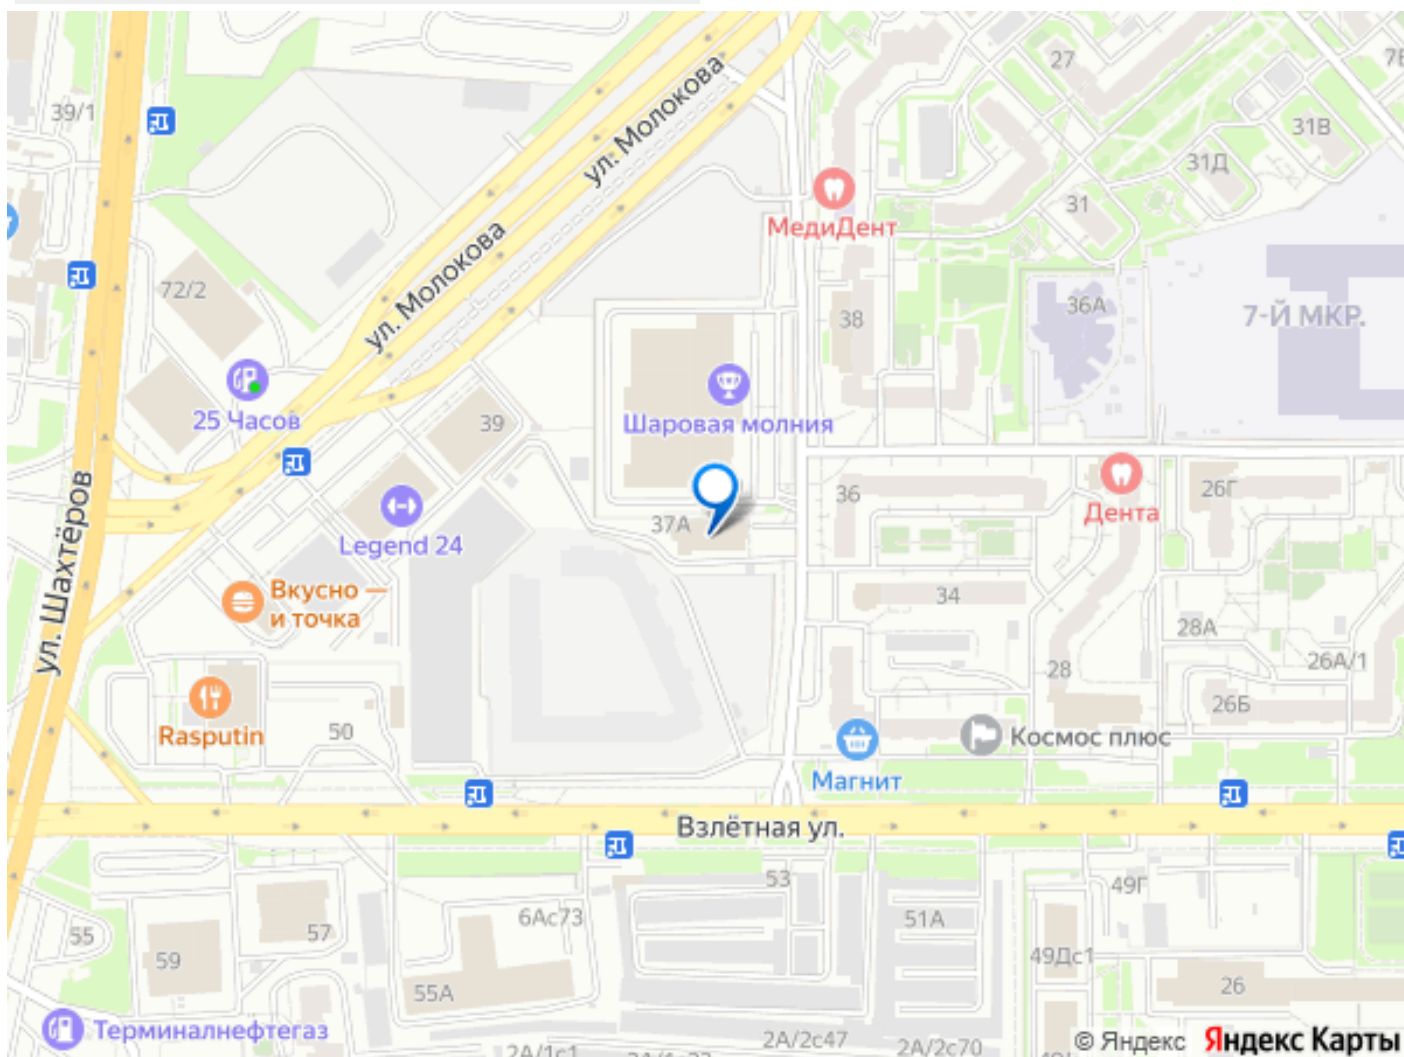 39/1
27
7Б
31В
31Д
31
ул. Молокова
МедиДент
ул. Молокова
72/2
38
36А
7-Й МКР.
25 Часов
39
Шаровая молния
36
26Г
Дента
37А
Legend 24
ул. Шахтёров
Вкусно —
и точка
34
28А
28
26А/1
26Б
Rasputin
50
Космос плюс
Магнит
Взлётная ул.
53
49Г
6Ас73
51А
55
57
59
49Дс1
55А
26
Терминалнефтегаз
2А/2с47
2А/2с70
2А/1с1
© Яндекс Яндекс Карты